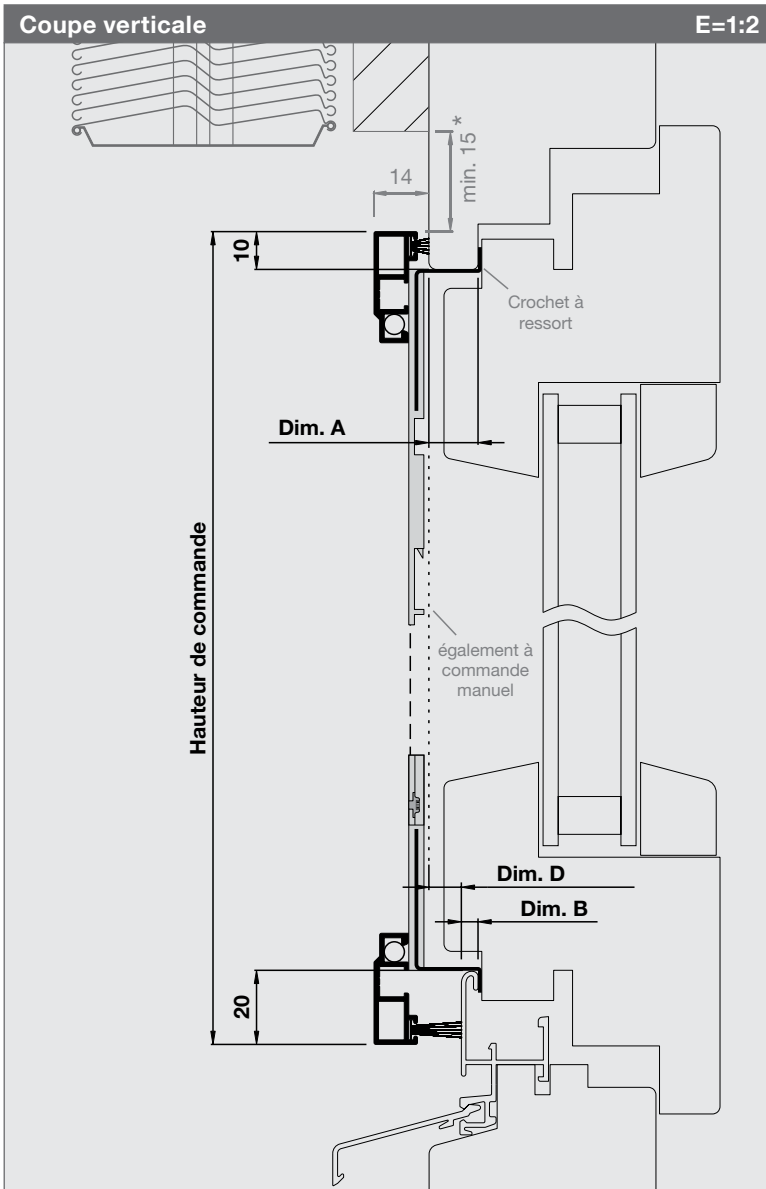 Coupe verticale E=1:2
min. 15*
14
10
Crochet à
ressort
Dim. A
Hauteur de commande
également à
commande
manuel
Dim. D
Dim. B
20